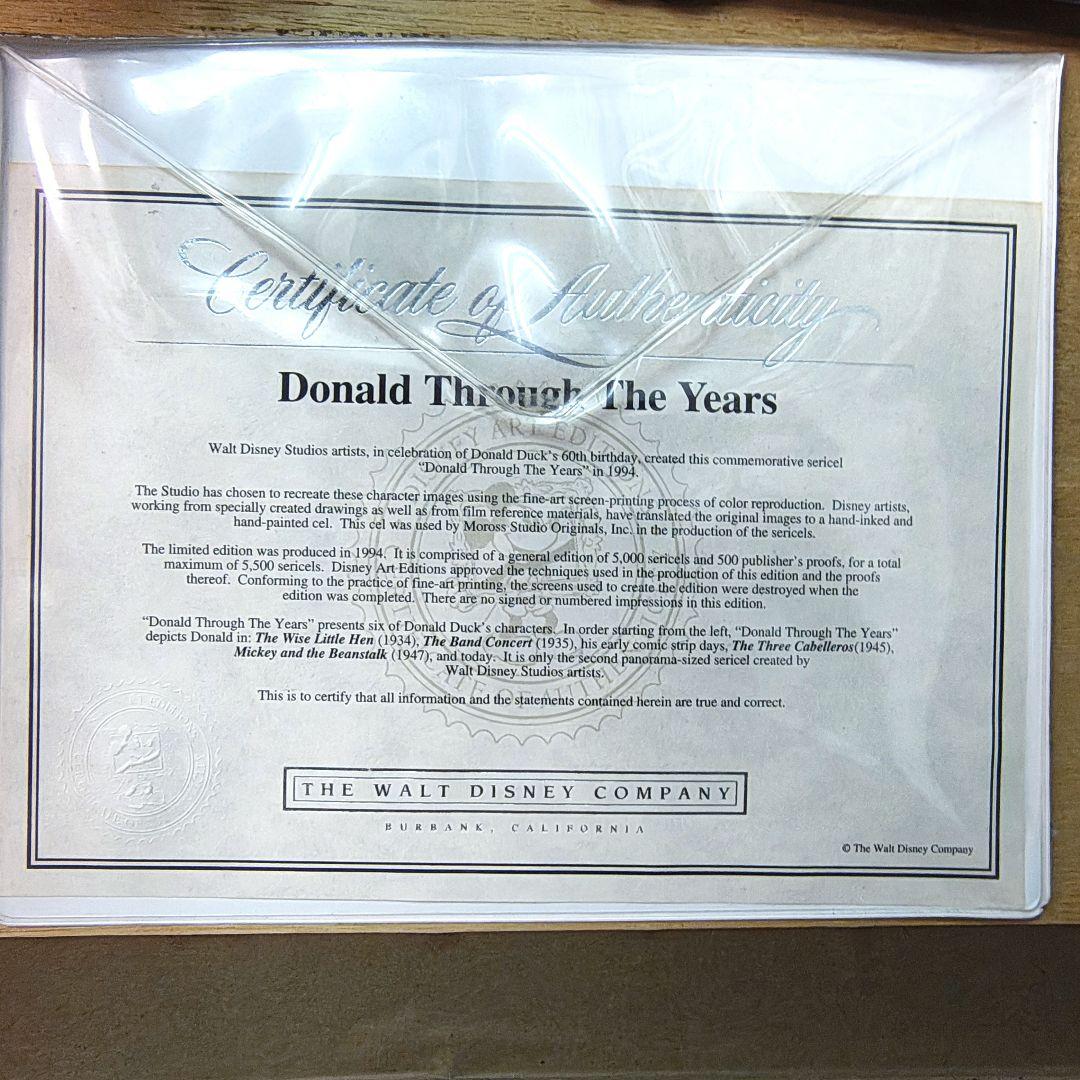 Certificate of Authenticity
Donald Through The Years
Walt Disney Studios artists, in celebration of Donald Duck's 60th birthday, created this commemorative sericel
"Donald Through The Years" in 1994.
The Studio has chosen to recreate these character images using the fine-art screen-printing process of color reproduction. Disney artists,
working from specially created drawings as well as from film reference materials, have translated the original images to a hand-inked and
hand-painted cel. This cel was used by Moross Studio Originals, Inc. in the production of the sericels.
The limited edition was produced in 1994. It is comprised of a general edition of 5,000 sericels and 500 publisher's proofs, for a total
maximum of 5,500 sericels. Disney Art Editions approved the techniques used in the production of this edition and the proofs
thereof. Conforming to the practice of fine-art printing, the screens used to create the edition were destroyed when the
edition was completed. There are no signed or numbered impressions in this edition.
"Donald Through The Years" presents six of Donald Duck's characters. In order starting from the left, "Donald Through The Years"
depicts Donald in: The Wise Little Hen (1934), The Band Concert (1935), his early comic strip days, The Three Cabelleros(1945),
Mickey and the Beanstalk (1947), and today. It is only the second panorama-sized sericel created by
Walt Disney Studios artists.
This is to certify that all information and the statements contained herein are true and correct.
THE WALT DISNEY COMPANY
BURBANK, CALIFORNIA
© The Walt Disney Company